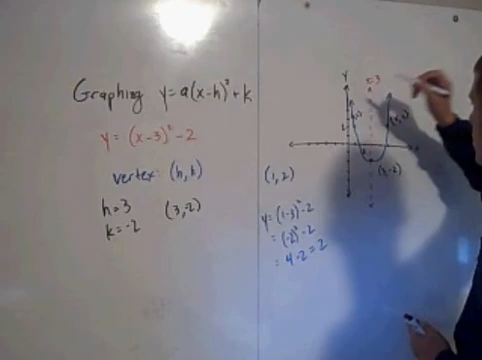 Graphing y=a(x-h)²+k
y= (x-3)²-2
vertex: (h,k)
h=3 (3,-2)
k=-2
(1,2)
y=(1-3)²-2
= (-2)²-2
= 4-2=2
y
x=3
2
(3,-2)